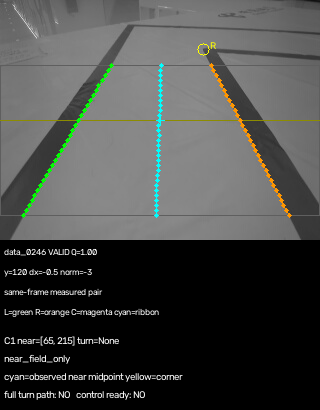 R
data_0246 VALID Q=1.00
y=120 dx=-0.5 norm=-3
same-frame measured pair
L=green R=orange C=magenta cyan=ribbon
C1 near=[65, 215] turn=None
near_field_only
cyan=observed near midpoint yellow=corner
full turn path: NO control ready: NO